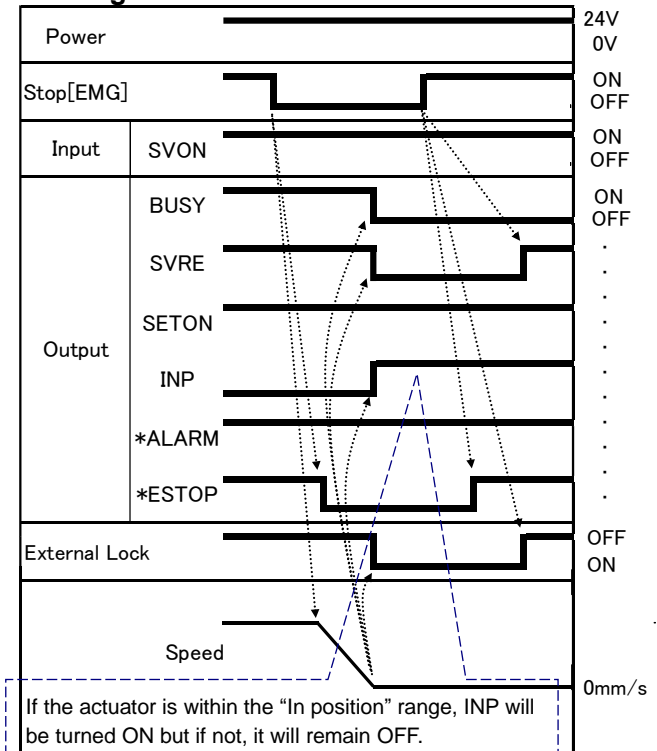 Power 24V
0V
Stop[EMG] ON
OFF
Input SVON ON
OFF
Output
BUSY ON
OFF
SVRE
SETON
INP
*ALARM
*ESTOP
External Lock OFF
ON
Speed
0mm/s
If the actuator is within the “In position” range, INP will
be turned ON but if not, it will remain OFF.